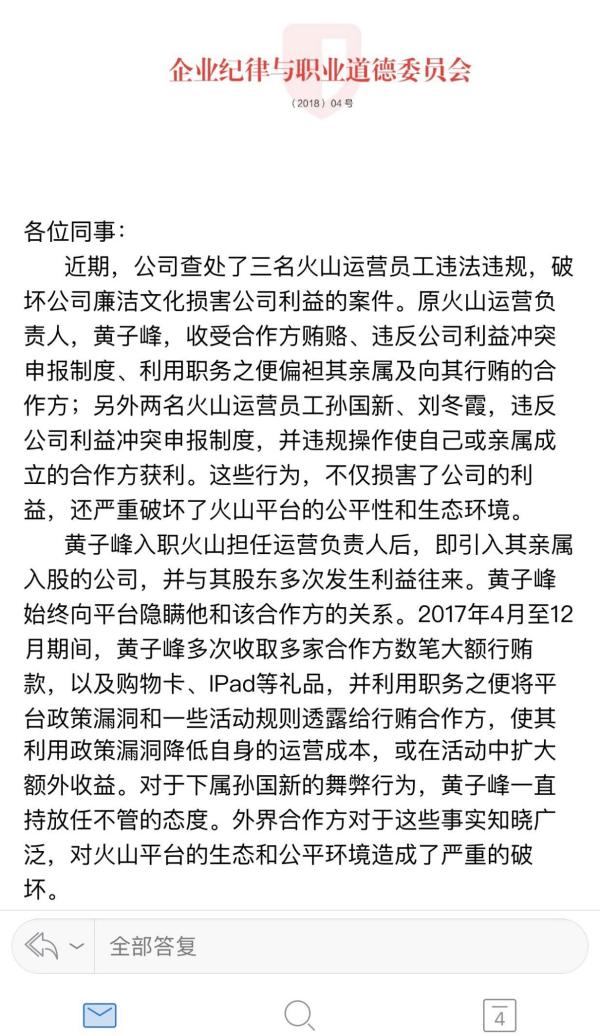 企业纪律与职业道德委员会
(2018) 04 号
各位同事：
近期，公司查处了三名火山运营员工违法违规，破
坏公司廉洁文化损害公司利益的案件。原火山运营负
责人，黄子峰，收受合作方贿赂、违反公司利益冲突
申报制度、利用职务之便偏袒其亲属及向其行贿的合
作方；另外两名火山运营员工孙国新、刘冬霞，违反
公司利益冲突申报制度，并违规操作使自己或亲属成
立的合作方获利。这些行为，不仅损害了公司的利
益，还严重破坏了火山平台的公平性和生态环境。
黄子峰入职火山担任运营负责人后，即引入其亲属
入股的公司，并与其股东多次发生利益往来。黄子峰
始终向平台隐瞒他和该合作方的关系。2017年4月至12
月期间，黄子峰多次收取多家合作方数笔大额行贿
款，以及购物卡、IPad等礼品，并利用职务之便将平
台政策漏洞和一些活动规则透露给行贿合作方，使其
利用政策漏洞降低自身的运营成本，或在活动中扩大
额外收益。对于下属孙国新的舞弊行为，黄子峰一直
持放任不管的态度。外界合作方对于这些事实知晓广
泛，对火山平台的生态和公平环境造成了严重的破
坏。
全部答复
4